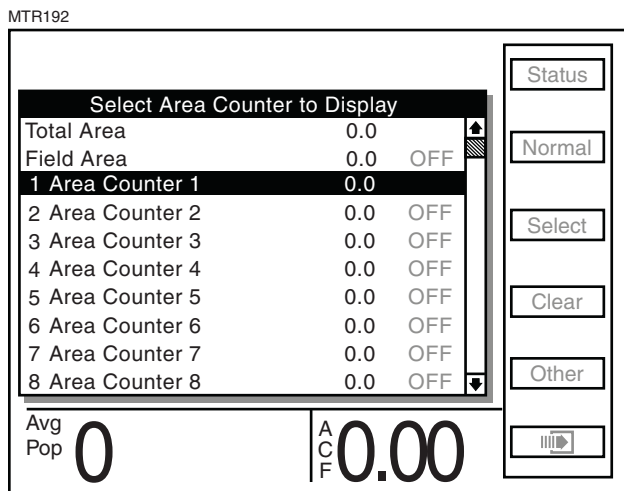 MTR192
Select Area Counter to Display
Total Area 0.0
Field Area 0.0 OFF
1 Area Counter 1 0.0
2 Area Counter 2 0.0 OFF
3 Area Counter 3 0.0 OFF
4 Area Counter 4 0.0 OFF
5 Area Counter 5 0.0 OFF
6 Area Counter 6 0.0 OFF
7 Area Counter 7 0.0 OFF
8 Area Counter 8 0.0 OFF
Status
Normal
Select
Clear
Other
Avg Pop 0
ACF 0.00